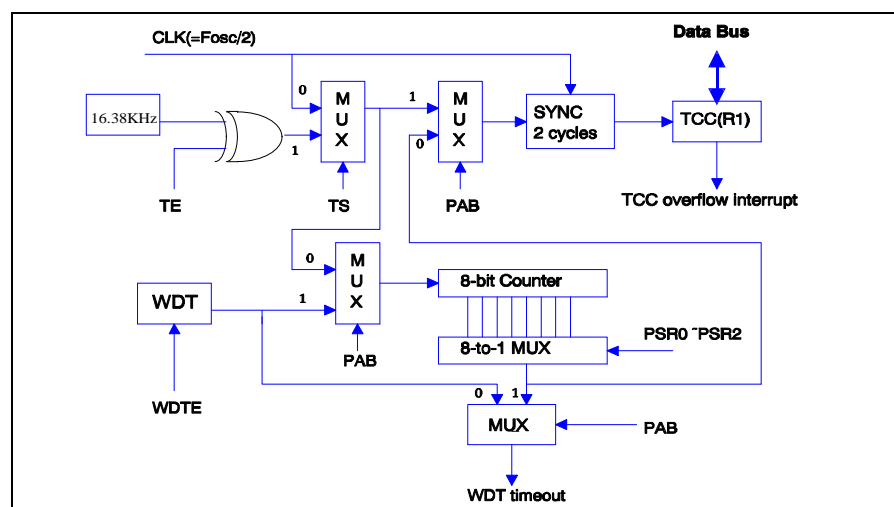 CLK(=Fosc/2)
Data Bus
0
M
U
X
1
M
U
X
16.38KHz
1
0
SYNC
2 cycles
TCC(R1)
TE
TS
PAB
TCC overflow interrupt
0
M
U
X
8-bit Counter
WDT
1
PAB
8-to-1 MUX
PSR0 ~PSR2
WDTE
0
1
MUX
PAB
WDT timeout